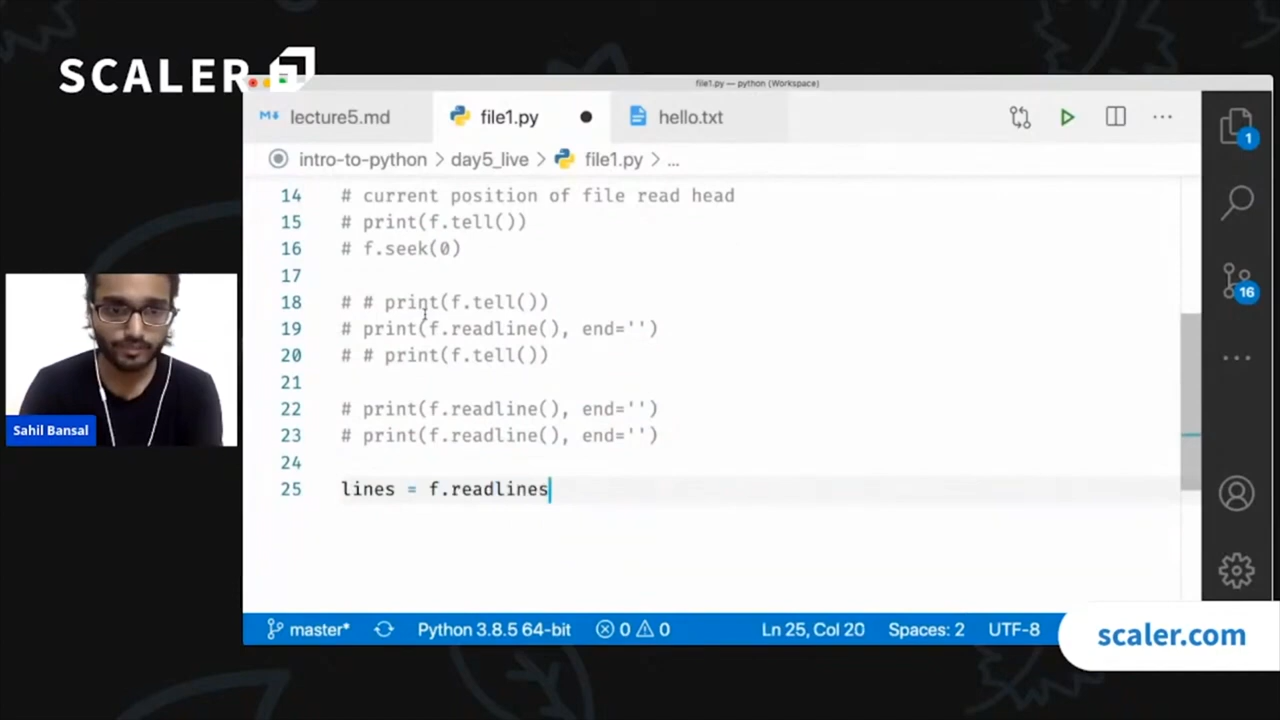 SCALER
file1.py — python (Workspace)
lecture5.md
file1.py
hello.txt
intro-to-python > day5_live > file1.py > ...
14 # current position of file read head
15 # print(f.tell())
16 # f.seek(0)
17
18 # # print(f.tell())
19 # print(f.readline(), end='')
20 # # print(f.tell())
21
22 # print(f.readline(), end='')
23 # print(f.readline(), end='')
24
25 lines = f.readlines
1
16
Sahil Bansal
master* Python 3.8.5 64-bit 0 0 Ln 25, Col 20 Spaces: 2 UTF-8
scaler.com